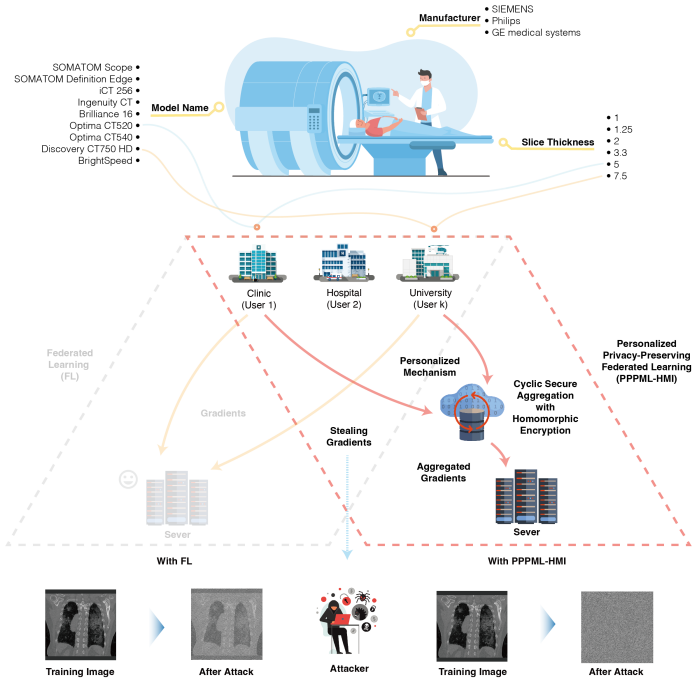 Manufacturer
• SIEMENS
• Philips
• GE medical systems
SOMATOM Scope •
SOMATOM Definition Edge •
iCT 256 •
Ingenuity CT •
Brilliance 16 •
Optima CT520 •
Optima CT540 •
Discovery CT750 HD •
BrightSpeed •
Model Name
Slice Thickness
• 1
• 1.25
• 2
• 3.3
• 5
• 7.5
Clinic
(User 1)
Hospital
(User 2)
University
(User k)
Federated
Learning
(FL)
Gradients
Sever
Stealing
Gradients
Personalized
Mechanism
Cyclic Secure
Aggregation
with
Homomorphic
Encryption
Aggregated
Gradients
Sever
Personalized
Privacy-Preserving
Federated Learning
(PPPML-HMI)
With FL
With PPPML-HMI
Training Image
After Attack
Attacker
Training Image
After Attack